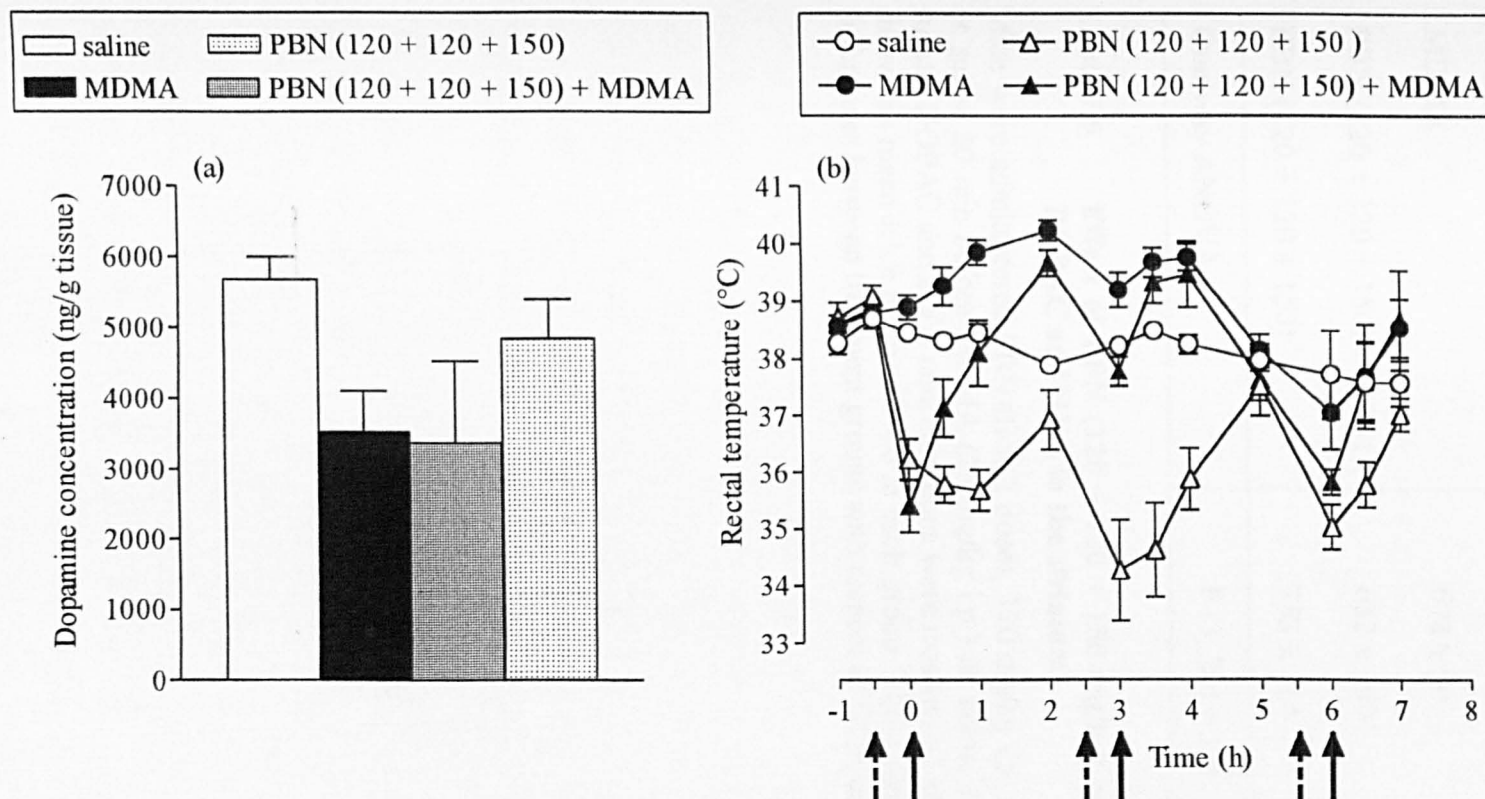 saline PBN (120 + 120 + 150)
MDMA PBN (120 + 120 + 150) + MDMA
(a)
Dopamine concentration (ng/g tissue)
7000
6000
5000
4000
3000
2000
1000
0
saline PBN (120 + 120 + 150)
MDMA PBN (120 + 120 + 150) + MDMA
(b)
Rectal temperature (°C)
41
40
39
38
37
36
35
34
33
-1 0 1 2 3 4 5 6 7 8
Time (h)